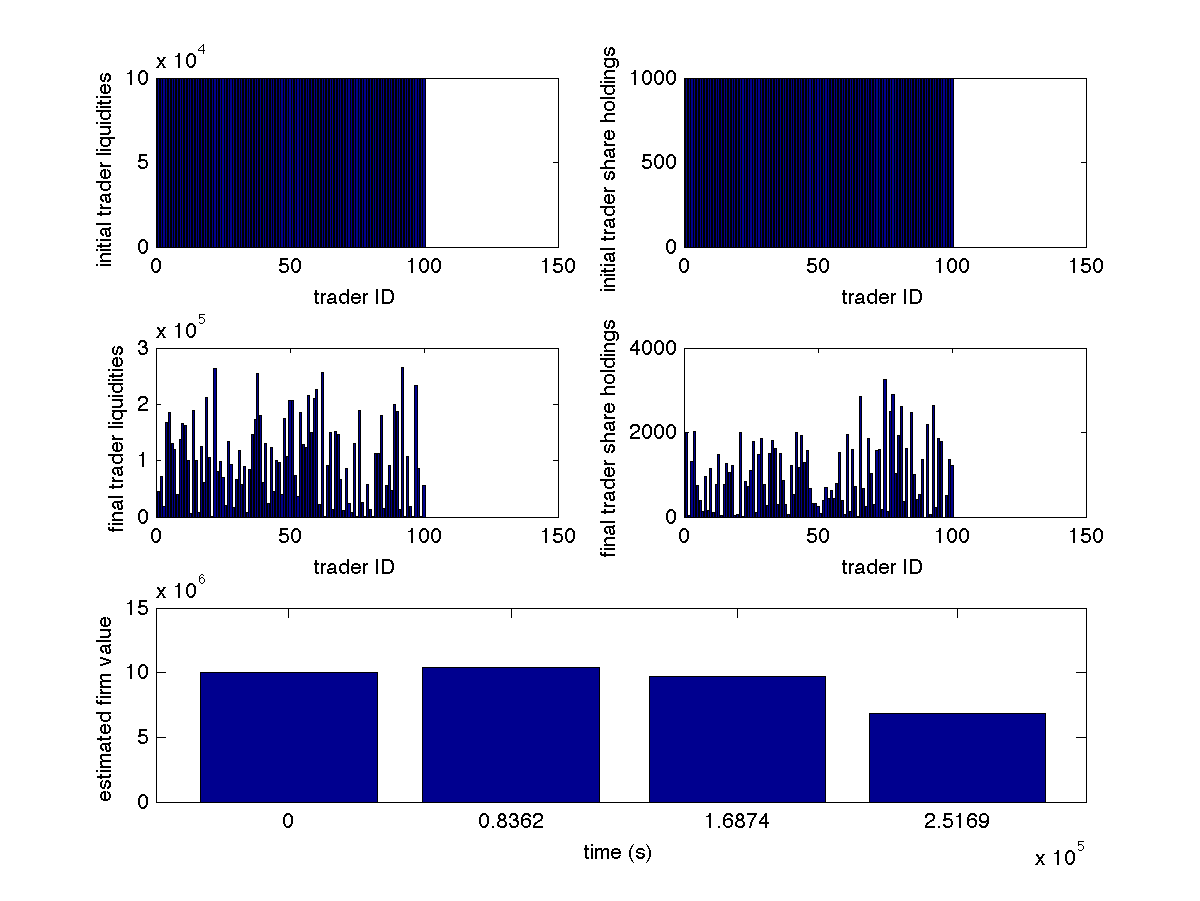 x 10^4
initial trader liquidities
10
5
0
0 50 100 150
trader ID
initial trader share holdings
1000
500
0
0 50 100 150
trader ID
x 10^5
final trader liquidities
3
2
1
0
0 50 100 150
trader ID
final trader share holdings
4000
2000
0
0 50 100 150
trader ID
x 10^6
estimated firm value
15
10
5
0
0 0.8362 1.6874 2.5169
time (s)
x 10^5